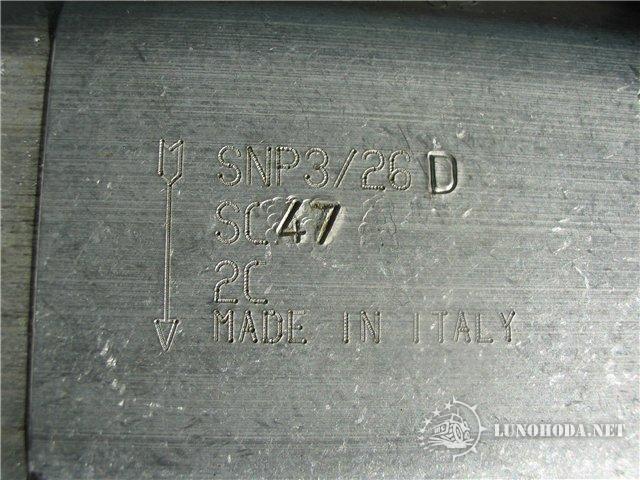 M
SNP3/26 D
SC 47
2C
MADE IN ITALY
LUNOHODA.NET